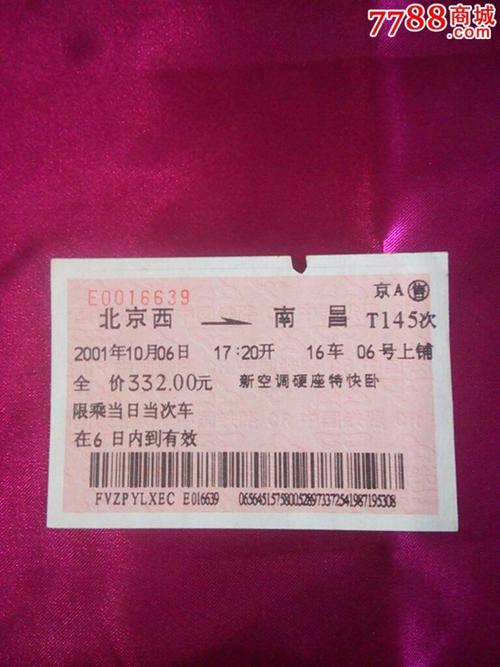 7788商城
E0016639
京A售
北京西 → 南昌 T145次
2001年10月06日 17:20开 16车 06号上铺
全 价332.00元 新空调硬座特快卧
限乘当日当次车
在6日内到有效
FVZPYLXEC E016639 0656451575800528973372541987195308